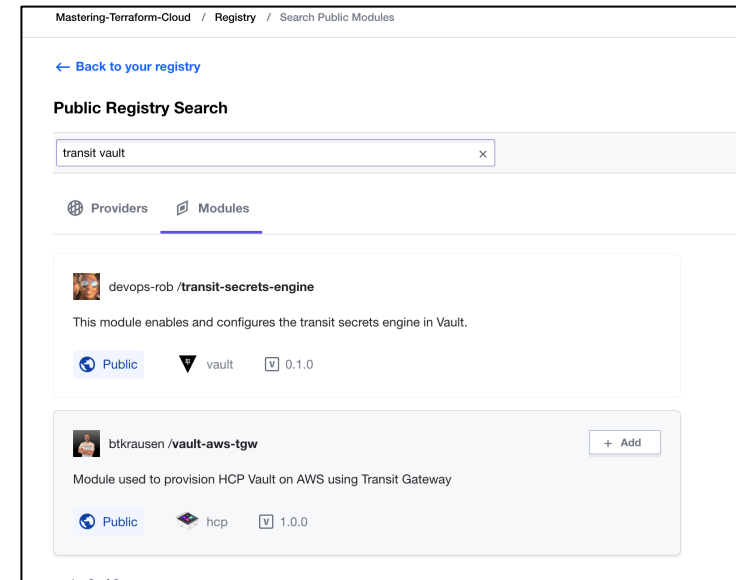 Mastering-Terraform-Cloud / Registry / Search Public Modules
← Back to your registry
Public Registry Search
transit vault ×
Providers Modules
devops-rob /transit-secrets-engine
This module enables and configures the transit secrets engine in Vault.
Public vault V 0.1.0
btkrausen /vault-aws-tgw + Add
Module used to provision HCP Vault on AWS using Transit Gateway
Public hcp V 1.0.0